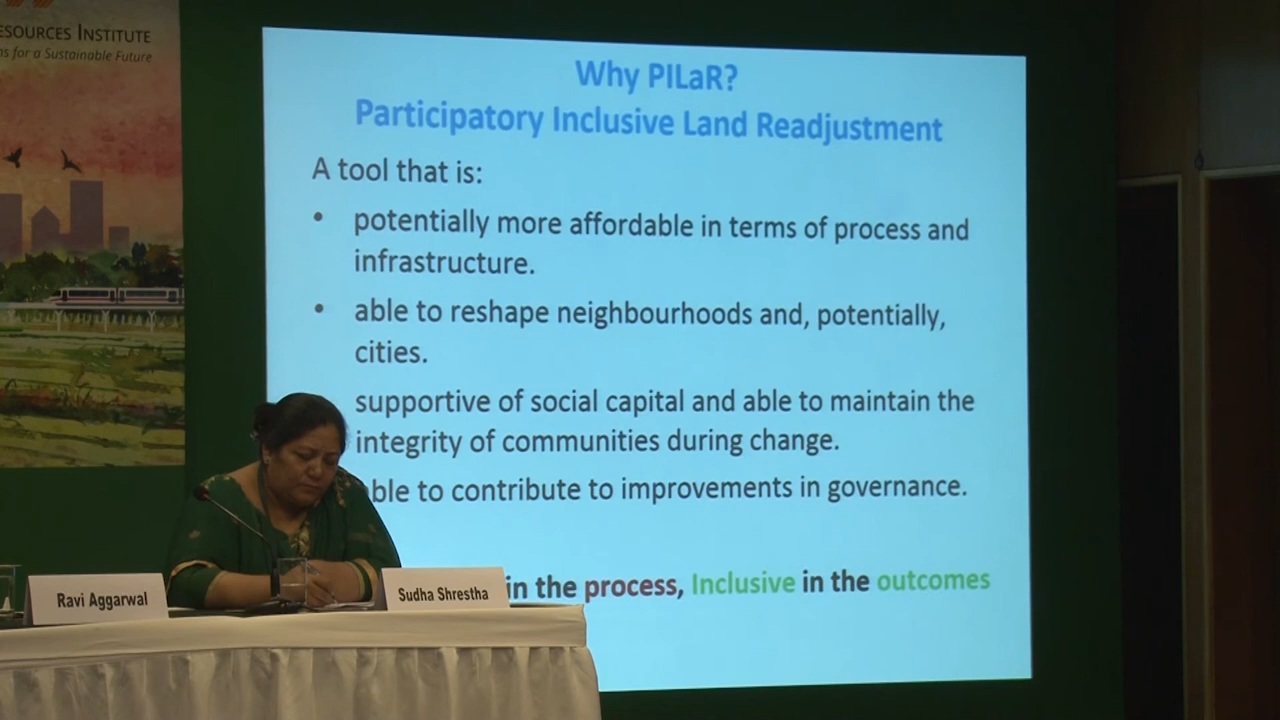 ESOURCES INSTITUTE
ns for a Sustainable Future
Why PILaR?
Participatory Inclusive Land Readjustment
A tool that is:
• potentially more affordable in terms of process and
infrastructure.
• able to reshape neighbourhoods and, potentially,
cities.
supportive of social capital and able to maintain the
integrity of communities during change.
ble to contribute to improvements in governance.
in the process, Inclusive in the outcomes
Ravi Aggarwal
Sudha Shrestha